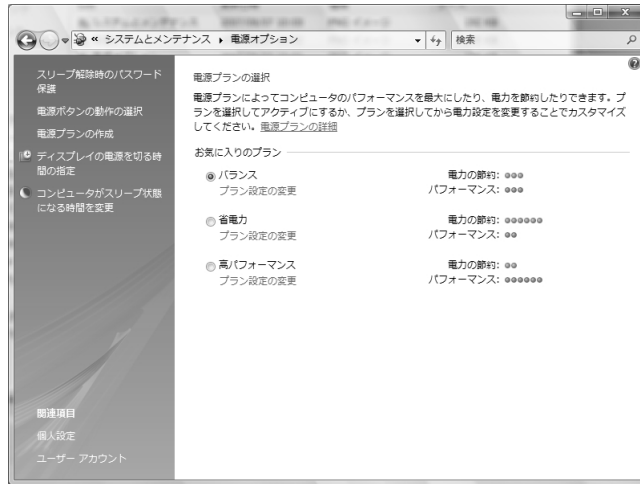 « システムとメンテナンス ▸ 電源オプション
検索
スリープ解除時のパスワード
保護
電源ボタンの動作の選択
電源プランの作成
ディスプレイの電源を切る時
間の指定
コンピュータがスリープ状態
になる時間を変更
関連項目
個人設定
ユーザー アカウント
電源プランの選択
電源プランによってコンピュータのパフォーマンスを最大にしたり、電力を節約したりできます。プ
ランを選択してアクティブにするか、プランを選択してから電力設定を変更することでカスタマイズ
してください。電源プランの詳細
お気に入りのプラン
バランス 電力の節約:
プラン設定の変更 パフォーマンス:
省電力 電力の節約:
プラン設定の変更 パフォーマンス:
高パフォーマンス 電力の節約:
プラン設定の変更 パフォーマンス: